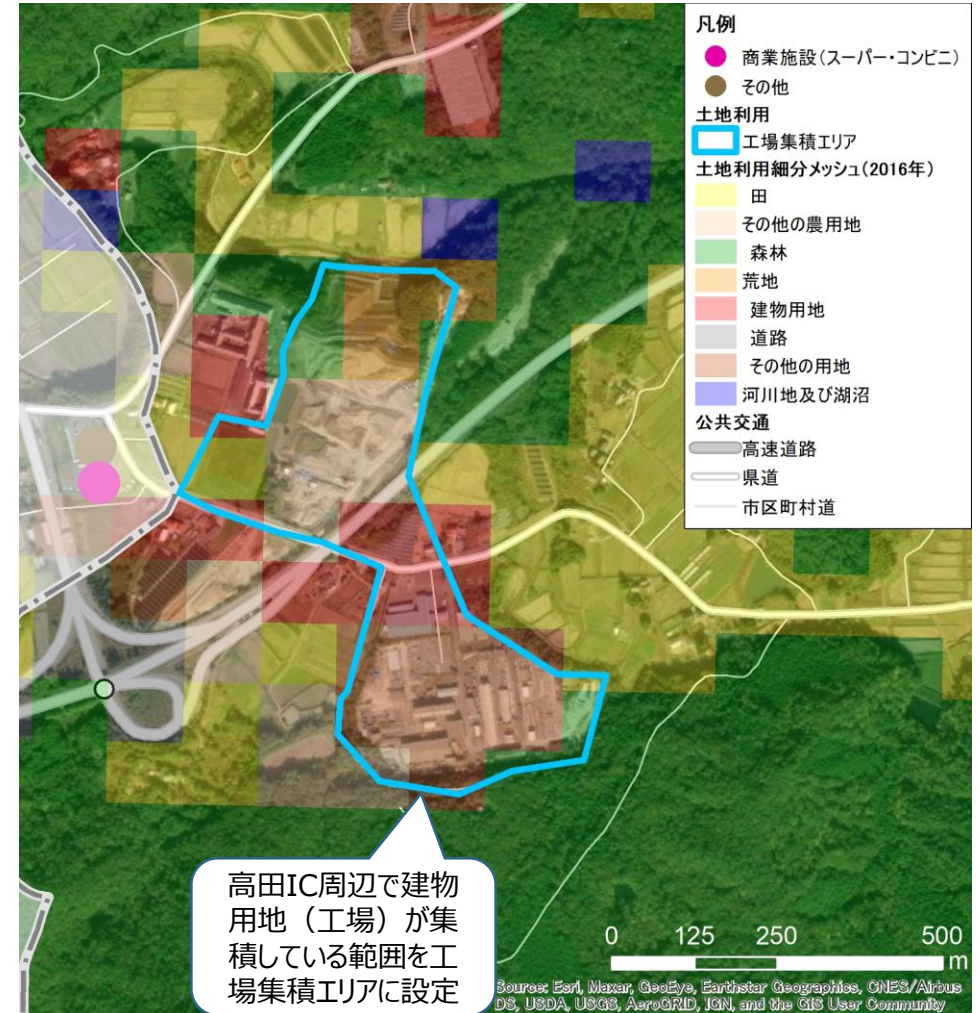 凡例
商業施設(スーパー・コンビニ)
その他
土地利用
工場集積エリア
土地利用細分メッシュ(2016年)
田
その他の農用地
森林
荒地
建物用地
道路
その他の用地
河川地及び湖沼
公共交通
高速道路
県道
市区町村道
高田IC周辺で建物
用地（工場）が集
積している範囲を工
場集積エリアに設定
0 125 250 500
m
Source: Esri, Maxar, GeoEye, Earthstar Geographics, CNES/Airbus
DS, USDA, USGS, AeroGRID, IGN, and the GIS User Community